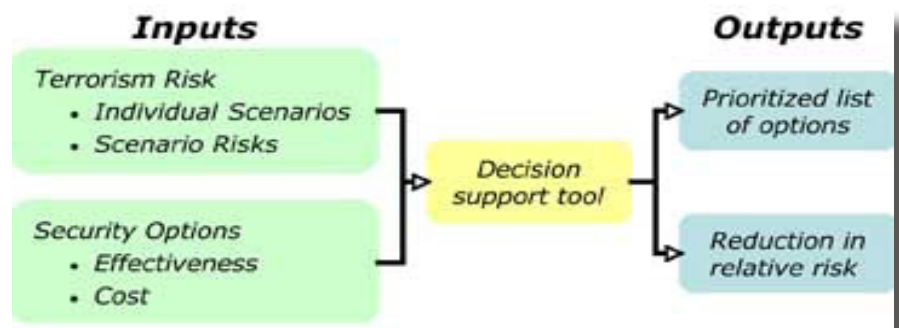 Inputs
Outputs
Terrorism Risk
• Individual Scenarios
• Scenario Risks
Security Options
• Effectiveness
• Cost
Decision
support tool
Prioritized list
of options
Reduction in
relative risk